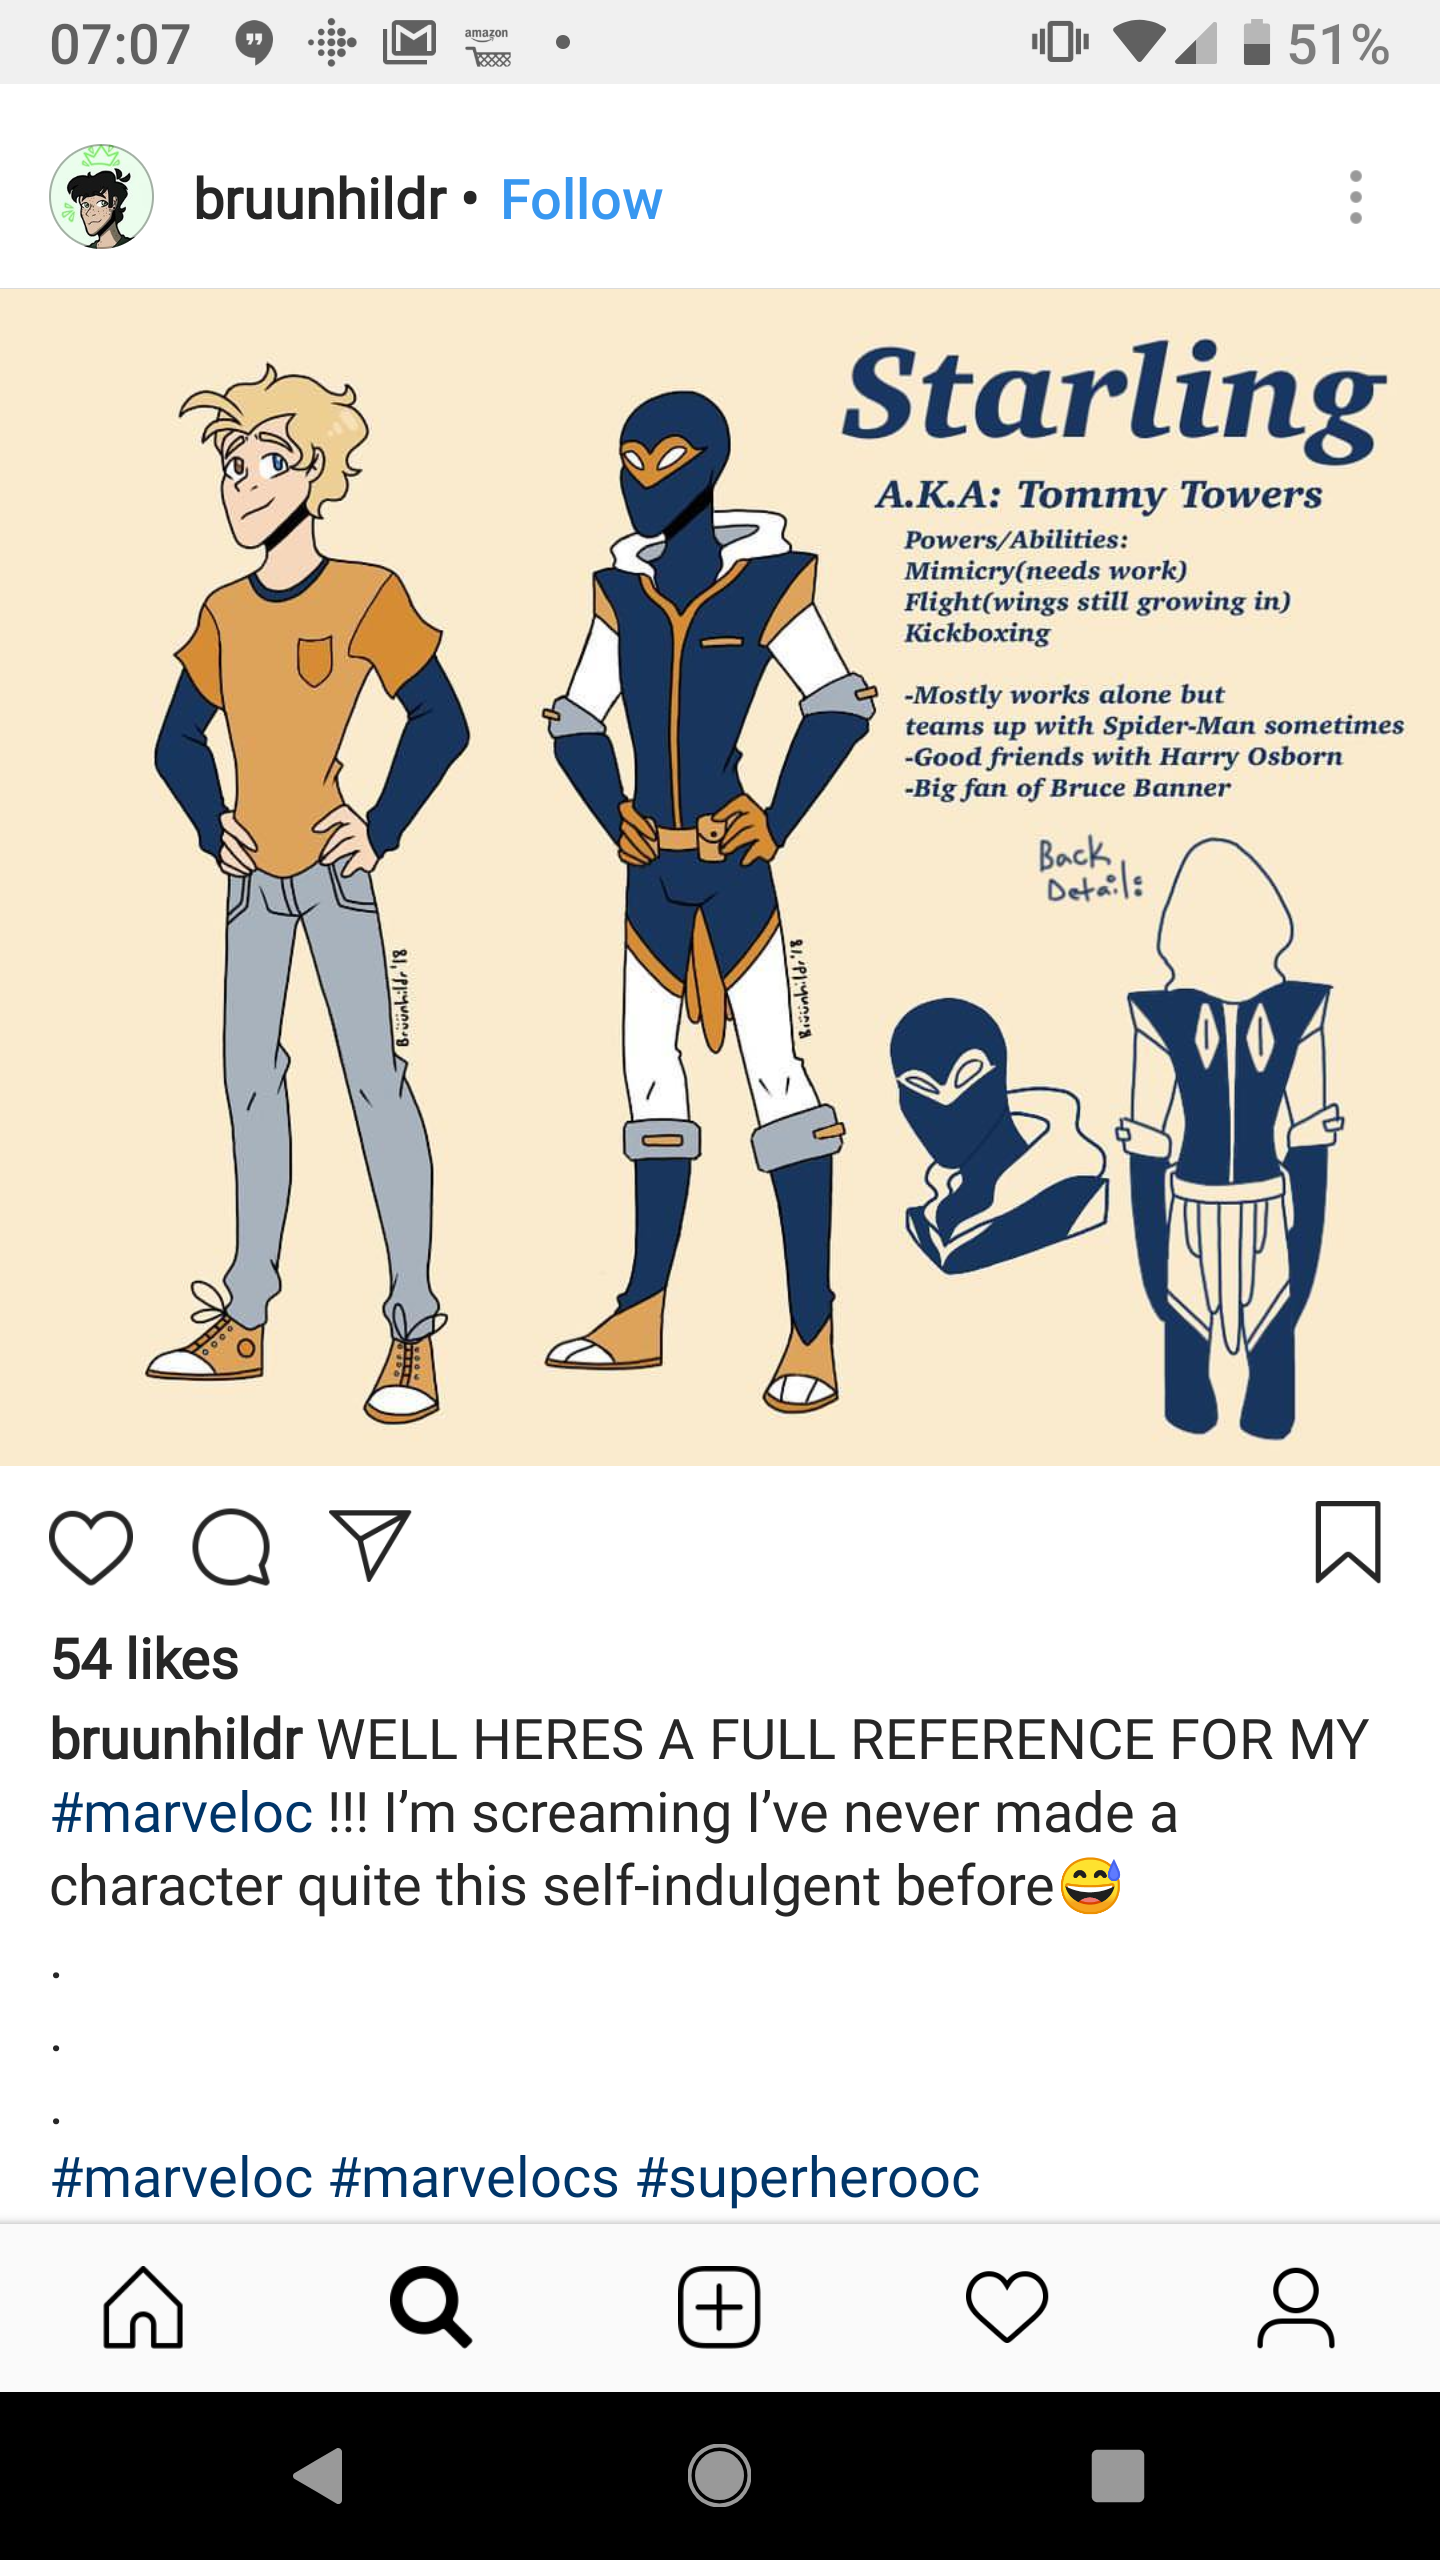 07:07
amazon
51%
bruunhildr • Follow
Starling
A.K.A: Tommy Towers
Powers/Abilities:
Mimicry(needs work)
Flight(wings still growing in)
Kickboxing
-Mostly works alone but
teams up with Spider-Man sometimes
-Good friends with Harry Osborn
-Big fan of Bruce Banner
Back
Detail:
Bruunhildr '18
Bruunhildr '18
54 likes
bruunhildr WELL HERES A FULL REFERENCE FOR MY
#marveloc !!! I’m screaming I’ve never made a
character quite this self-indulgent before😅
.
.
.
#marveloc #marvelocs #superherooc